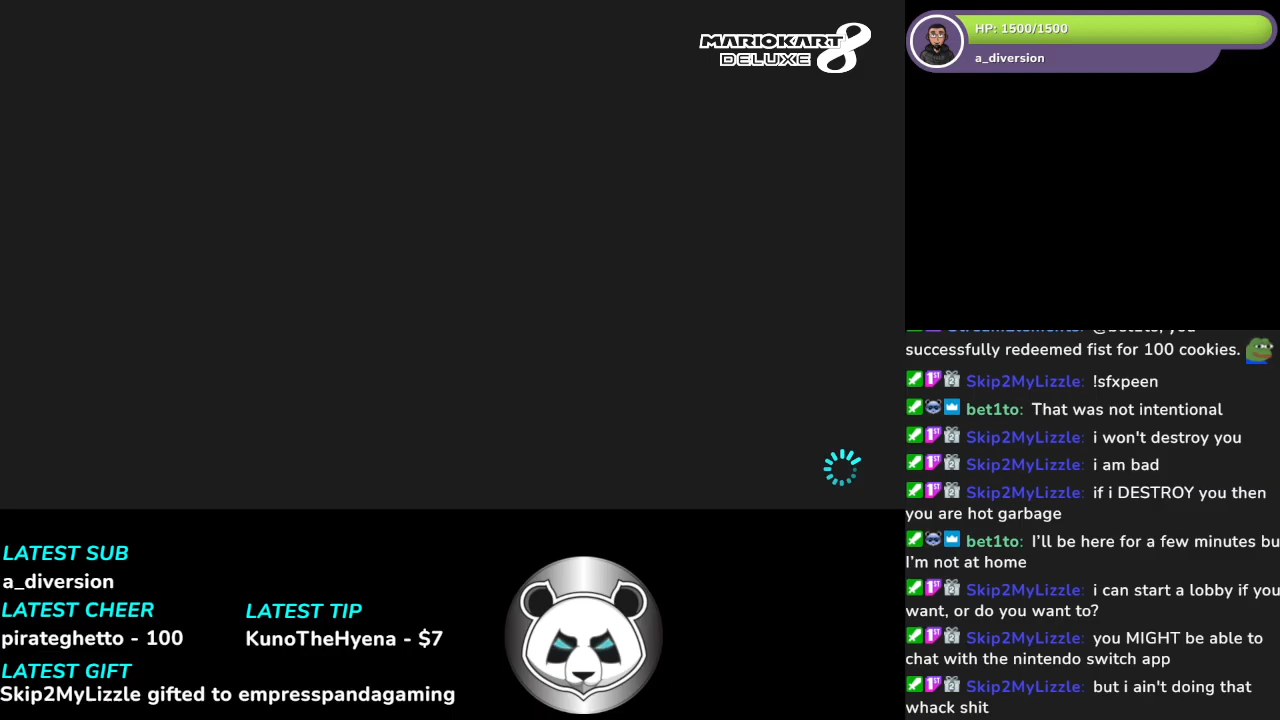 MARIOKART 8
DELUXE
HP: 1500/1500
a_diversion
StreamElements: @bet1to, you
successfully redeemed fist for 100 cookies.
Skip2MyLizzle: !sfxpeen
bet1to: That was not intentional
Skip2MyLizzle: i won't destroy you
Skip2MyLizzle: i am bad
Skip2MyLizzle: if i DESTROY you then
you are hot garbage
bet1to: I’ll be here for a few minutes bu
I’m not at home
Skip2MyLizzle: i can start a lobby if you
want, or do you want to?
Skip2MyLizzle: you MIGHT be able to
chat with the nintendo switch app
Skip2MyLizzle: but i ain't doing that
whack shit
LATEST SUB
a_diversion
LATEST CHEER
pirateghetto - 100
LATEST TIP
KunoTheHyena - $7
LATEST GIFT
Skip2MyLizzle gifted to empresspandagaming